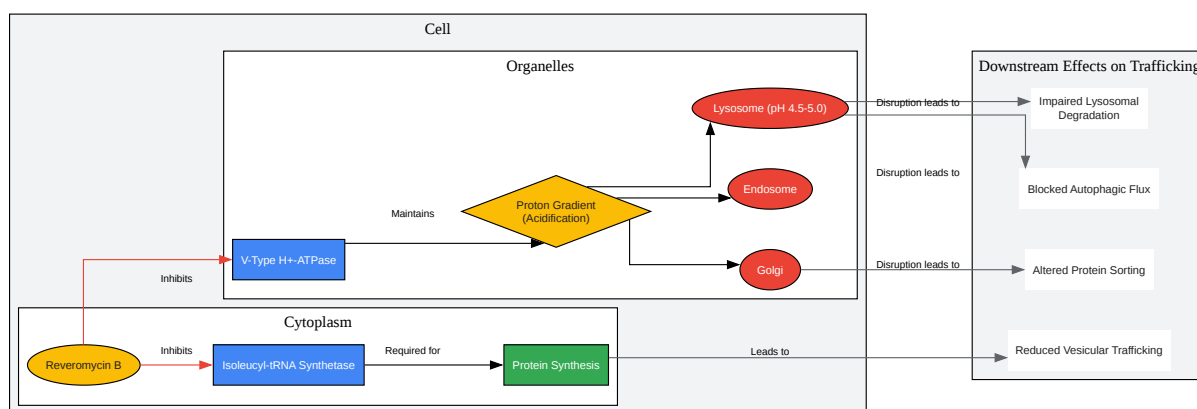 Cell
Organelles
Downstream Effects on Trafficking
Lysosome (pH 4.5-5.0)
Disruption leads to
Impaired Lysosomal
Degradation
Disruption leads to
Endosome
Blocked Autophagic Flux
Maintains
Proton Gradient
(Acidification)
V-Type H+-ATPase
Inhibits
Golgi
Disruption leads to
Altered Protein Sorting
Cytoplasm
Reveromycin B
Inhibits
Isoleucyl-tRNA Synthetase
Required for
Protein Synthesis
Leads to
Reduced Vesicular Trafficking